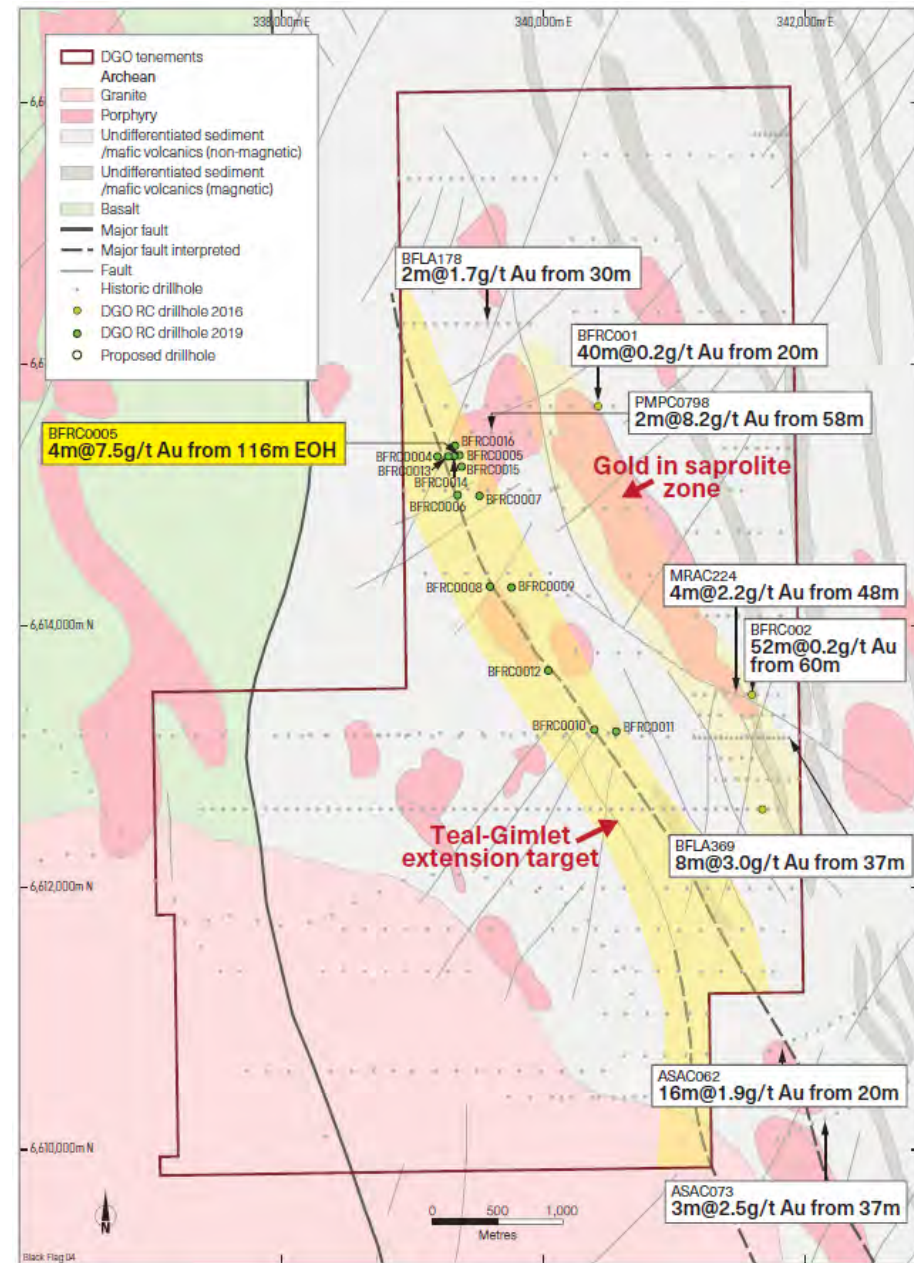 338,000m E
340,000m E
342,000m E
DGO tenements
Archean
Granite
Porphyry
Undifferentiated sediment
/mafic volcanics (non-magnetic)
Undifferentiated sediment
/mafic volcanics (magnetic)
Basalt
Major fault
Major fault interpreted
Fault
Historic drillhole
DGO RC drillhole 2016
DGO RC drillhole 2019
Proposed drillhole
BFLA178
2m@1.7g/t Au from 30m
BFRC001
40m@0.2g/t Au from 20m
PMPC0798
2m@8.2g/t Au from 58m
BFRC0005
4m@7.5g/t Au from 116m EOH
BFRC0016
BFRC0004
BFRC0005
BFRC0013
BFRC0015
BFRC0014
BFRC0006
BFRC0007
Gold in saprolite
zone
MRAC224
4m@2.2g/t Au from 48m
BFRC0008
BFRC0009
6,614,000m N
BFRC002
52m@0.2g/t Au
from 60m
BFRC0012
BFRC0010
BFRC0011
Teal-Gimlet
extension target
BFLA369
8m@3.0g/t Au from 37m
6,612,000m N
ASAC062
16m@1.9g/t Au from 20m
6,610,000m N
ASAC073
3m@2.5g/t Au from 37m
0 500 1,000
Metres
N
Black Flag 04